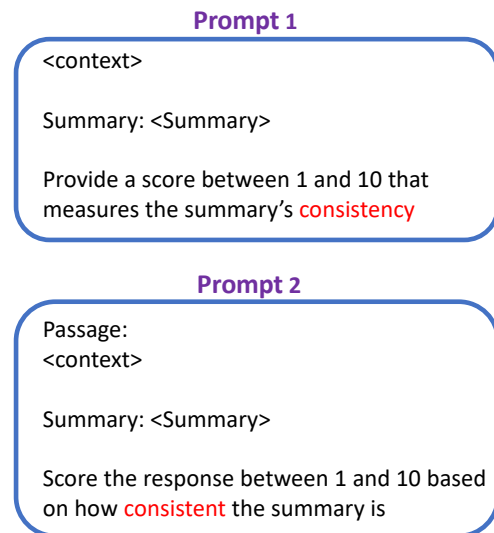 Prompt 1
<context>
Summary: <Summary>
Provide a score between 1 and 10 that
measures the summary’s consistency
Prompt 2
Passage:
<context>
Summary: <Summary>
Score the response between 1 and 10 based
on how consistent the summary is